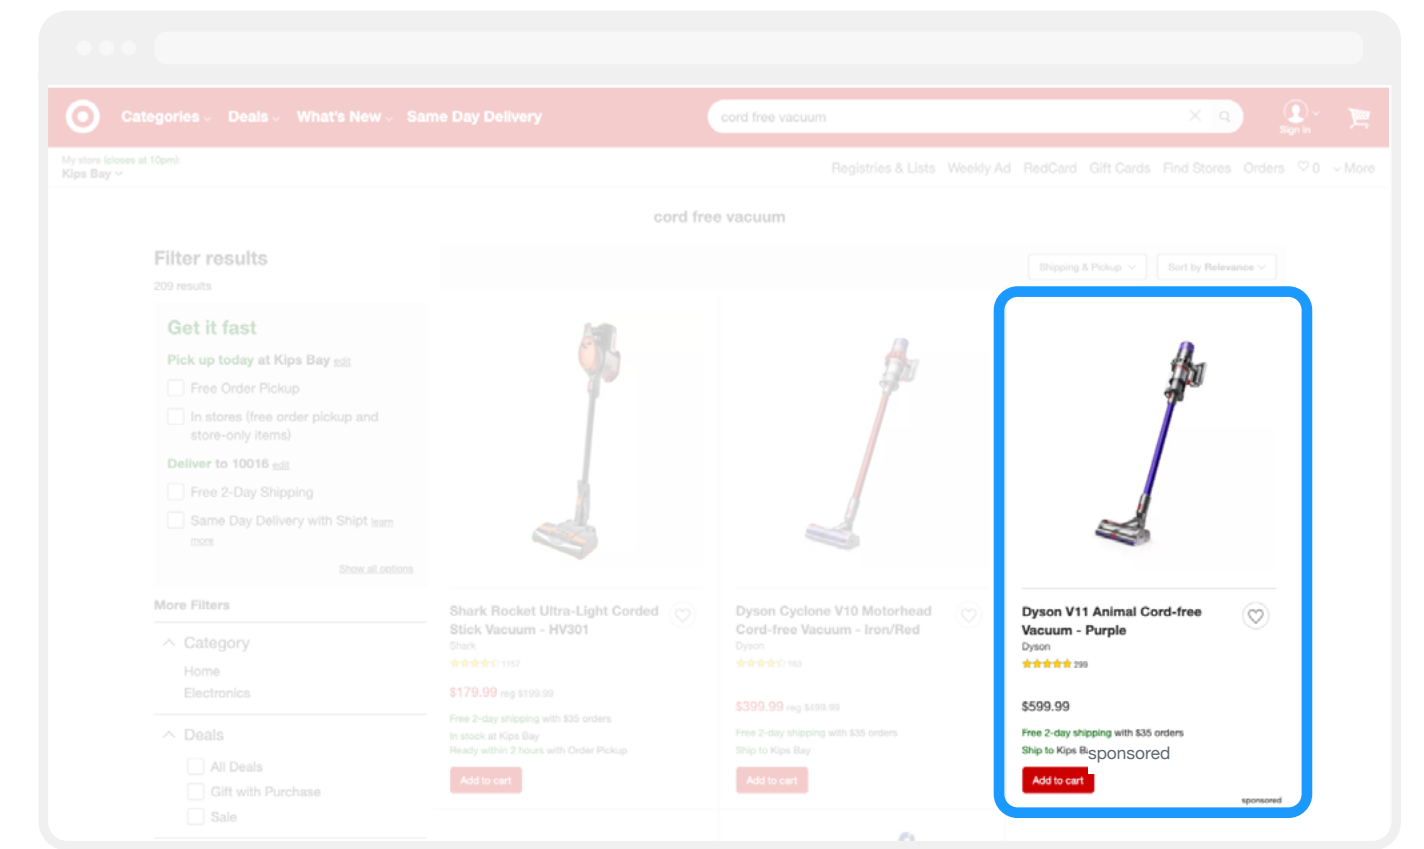 Categories Deals What's New Same Day Delivery
cord free vacuum
Sign in
My store (closes at 10pm):
Kips Bay
Registries & Lists Weekly Ad RedCard Gift Cards Find Stores Orders 0 More
cord free vacuum
Filter results
209 results
Shipping & Pickup
Sort by Relevance
Get it fast
Pick up today at Kips Bay edit
Free Order Pickup
In stores (free order pickup and
store-only items)
Deliver to 10016 edit
Free 2-Day Shipping
Same Day Delivery with Shipt learn
more
Show all options
More Filters
Category
Home
Electronics
Deals
All Deals
Gift with Purchase
Sale
Shark Rocket Ultra-Light Corded
Stick Vacuum - HV301
Shark
1157
$179.99 reg $199.99
Free 2-day shipping with $35 orders
In stock at Kips Bay
Ready within 2 hours with Order Pickup
Add to cart
Dyson Cyclone V10 Motorhead
Cord-free Vacuum - Iron/Red
Dyson
163
$399.99 reg $499.99
Free 2-day shipping with $35 orders
Ship to Kips Bay
Add to cart
Dyson V11 Animal Cord-free
Vacuum - Purple
Dyson
299
$599.99
Free 2-day shipping with $35 orders
Ship to Kips B
sponsored
Add to cart
sponsored